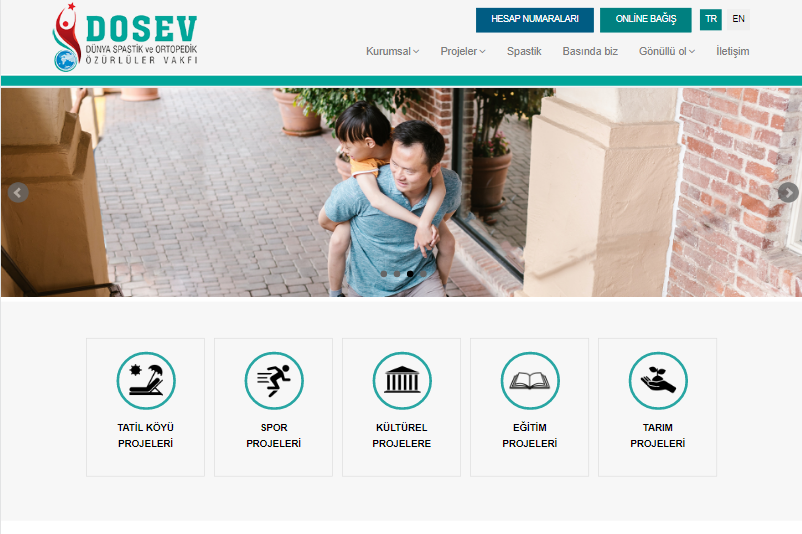 DOSEV
DÜNYA SPASTİK ve ORTOPEDİK
ÖZÜRLÜLER VAKFI
HESAP NUMARALARI
ONLİNE BAĞIŞ
TR
EN
Kurumsal
Projeler
Spastik
Basında biz
Gönüllü ol
İletişim
TATİL KÖYÜ
PROJELERİ
SPOR
PROJELERİ
KÜLTÜREL
PROJELERE
EĞİTİM
PROJELERİ
TARIM
PROJELERİ